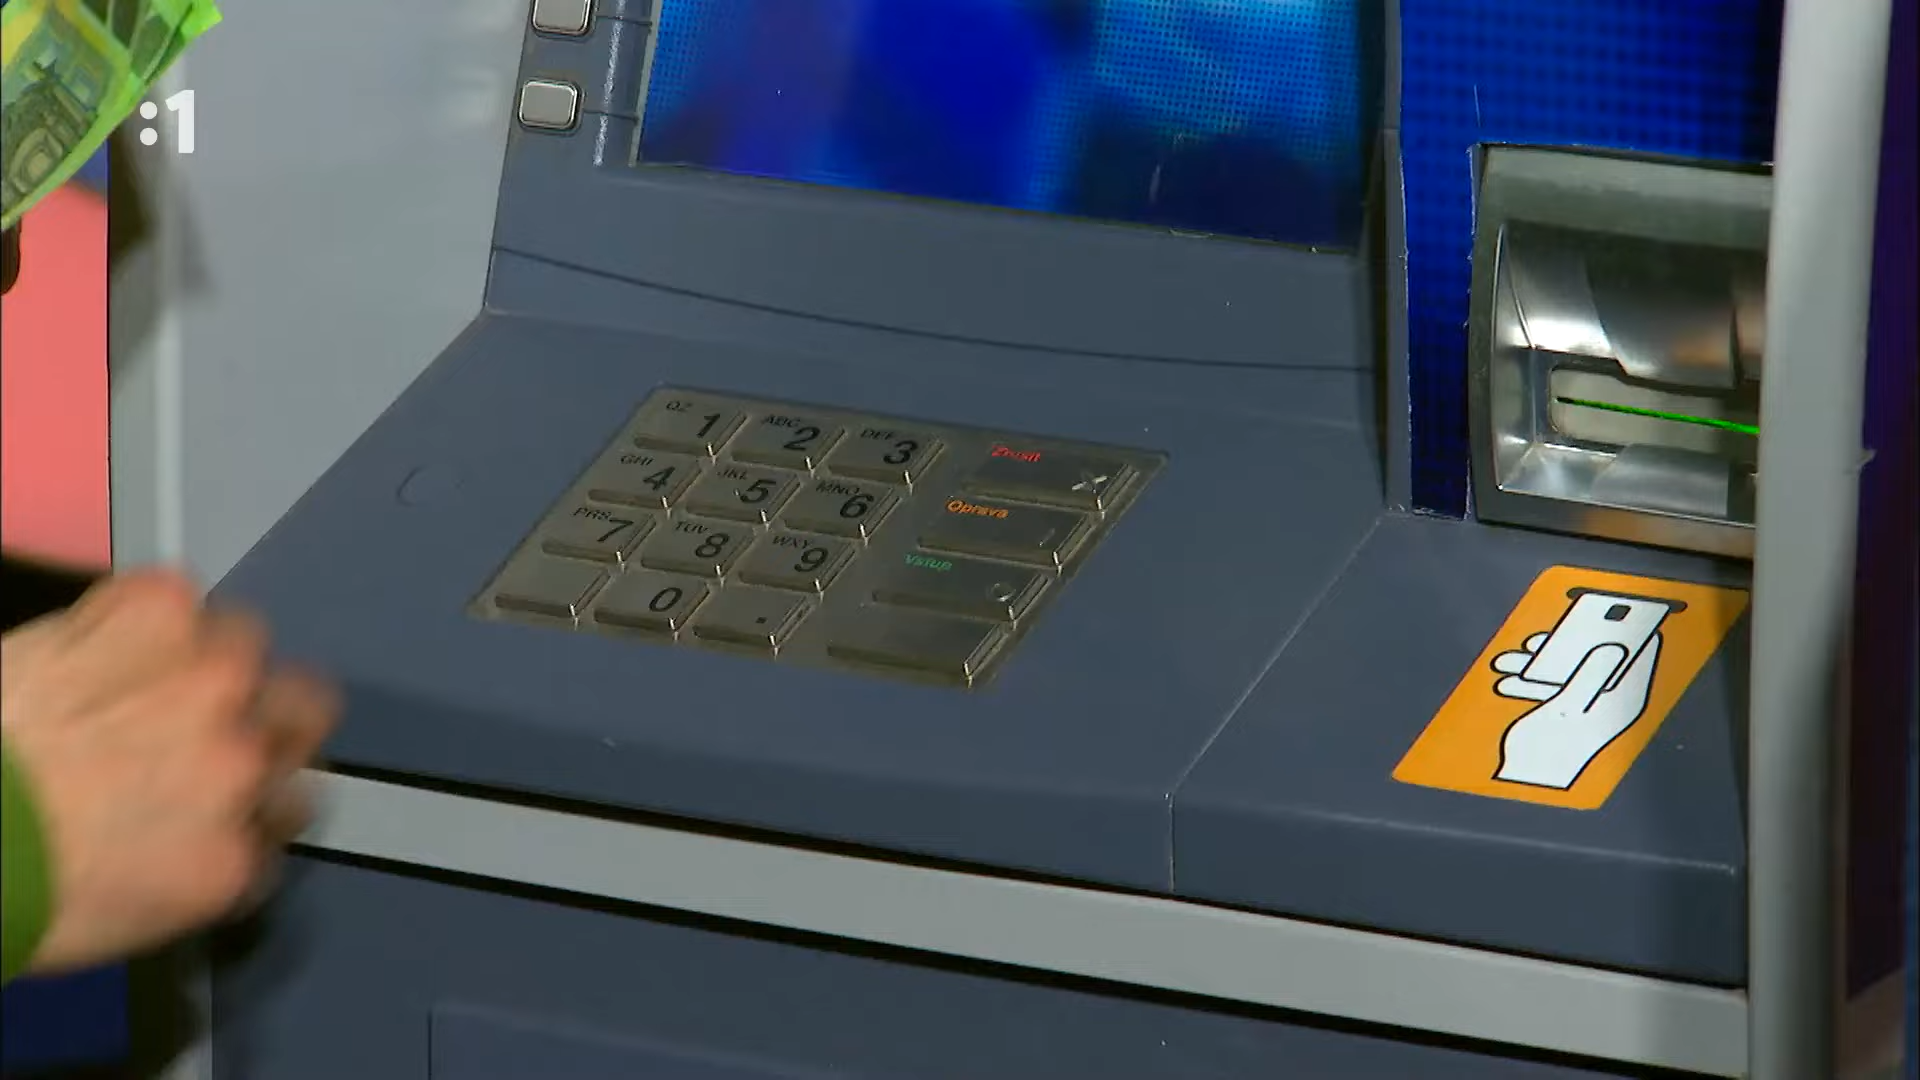 :1
QZ 1 ABC 2 DEF 3 Zrušit
GHI 4 JKL 5 MNO 6 Oprava
PRS 7 TUV 8 WXY 9 Vstup
0 .